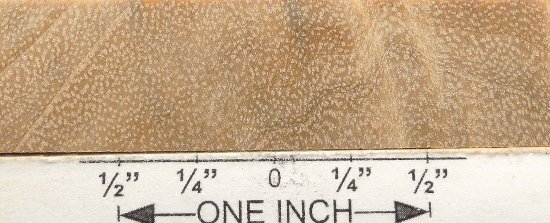 ½” ¼” 0 ¼” ½”
ONE INCH